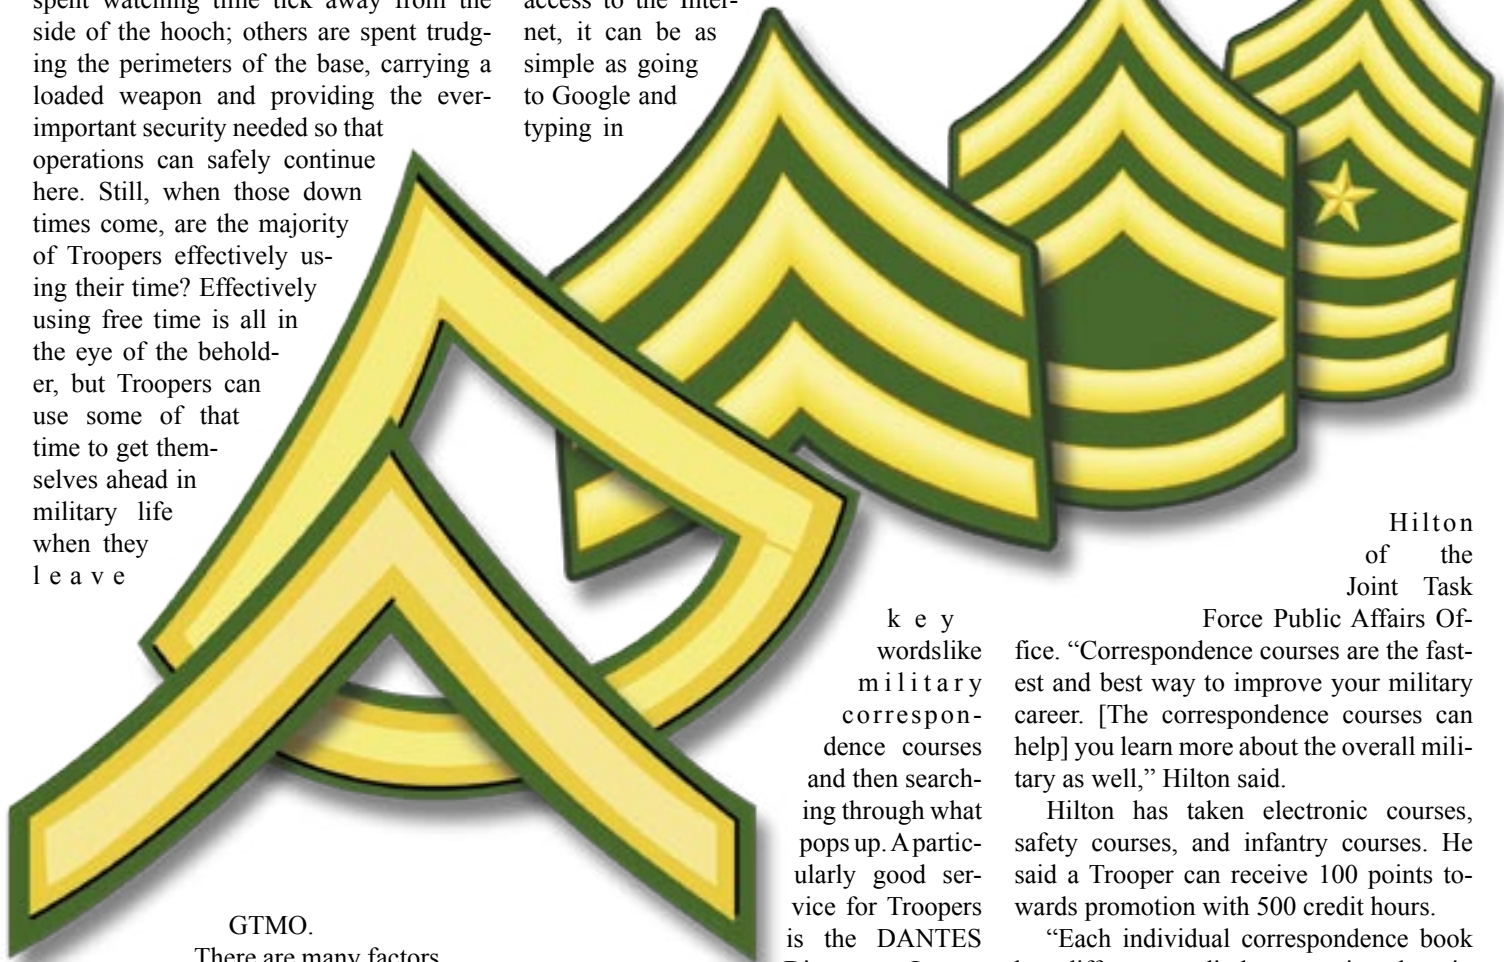 spent watching time tick away from the
side of the hooch; others are spent trudg-
ing the perimeters of the base, carrying a
loaded weapon and providing the ever-
important security needed so that
operations can safely continue
here. Still, when those down
times come, are the majority
of Troopers effectively us-
ing their time? Effectively
using free time is all in
the eye of the behold-
er, but Troopers can
use some of that
time to get them-
selves ahead in
military life
when they
leave
GTMO.
There are many factors
access to the Inter-
net, it can be as
simple as going
to Google and
typing in
key
wordslike
military
correspon-
dence courses
and then search-
ing through what
pops up. A partic-
ularly good ser-
vice for Troopers
is the DANTES
Hilton
of the
Joint Task
Force Public Affairs Of-
fice. “Correspondence courses are the fast-
est and best way to improve your military
career. [The correspondence courses can
help] you learn more about the overall mili-
tary as well,” Hilton said.
Hilton has taken electronic courses,
safety courses, and infantry courses. He
said a Trooper can receive 100 points to-
wards promotion with 500 credit hours.
“Each individual correspondence book